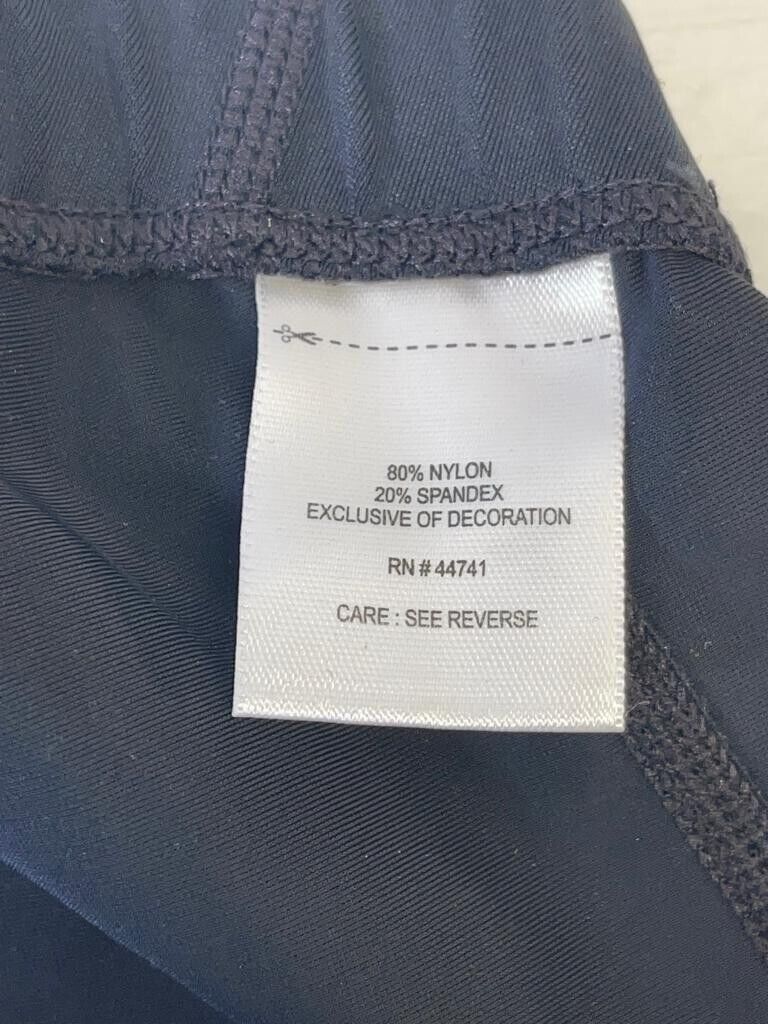 80% NYLON
20% SPANDEX
EXCLUSIVE OF DECORATION
RN # 44741
CARE : SEE REVERSE